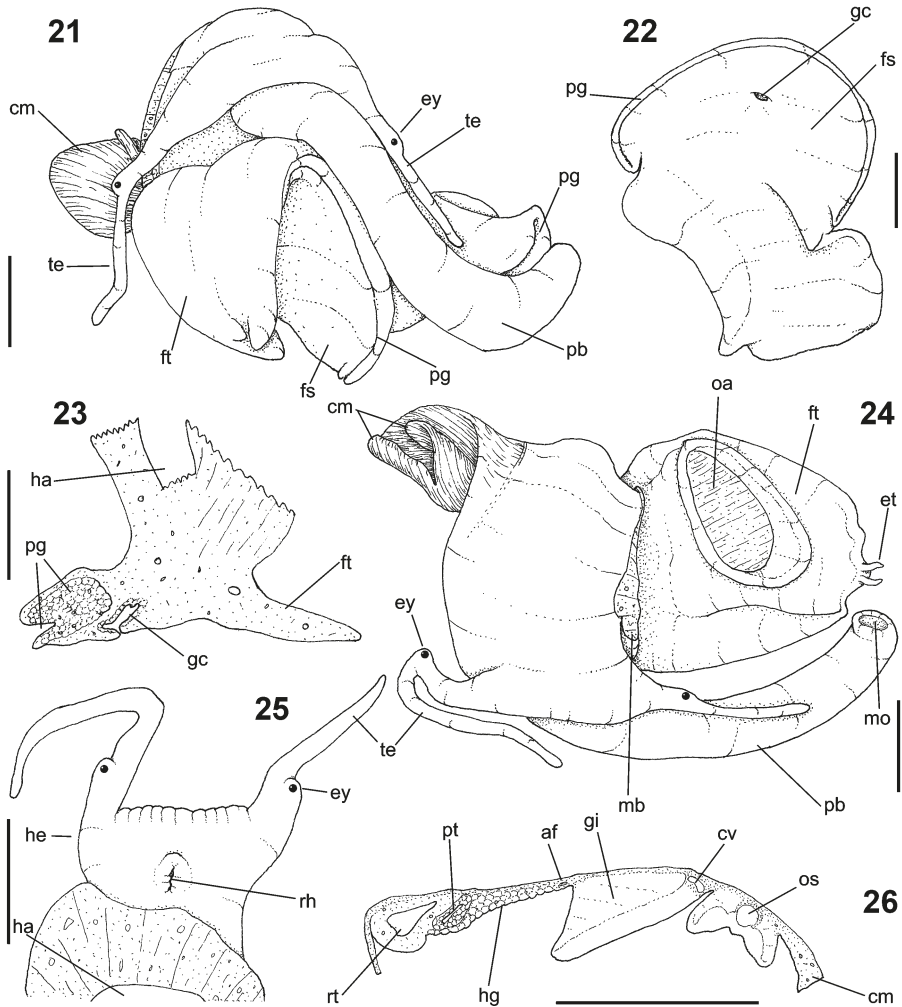 21
cm
ey
te
pg
te
ft
fs
pg
pb
22
gc
fs
pg
23
ha
pg
ft
gc
24
cm
oa
ft
et
ey
te
mo
mb
pb
25
ey
he
rh
ha
26
pt
af
gi
cv
os
rt
hg
cm